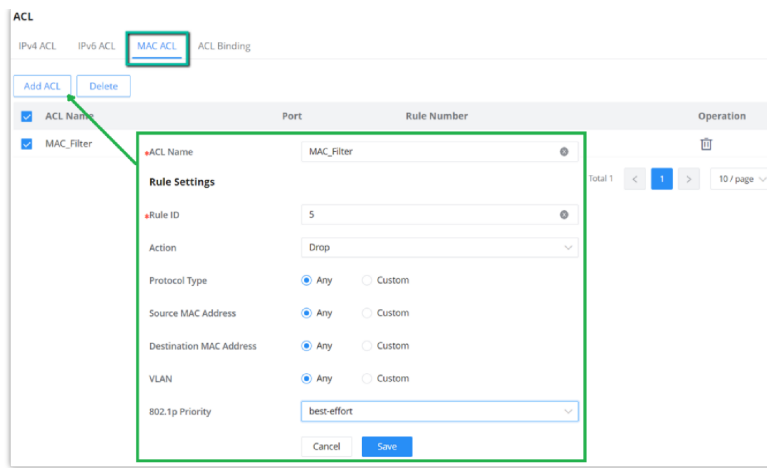 ACL
IPv4 ACL IPv6 ACL MAC ACL ACL Binding
Add ACL Delete
ACL Name Port Rule Number Operation
MAC_Filter
Total 1 < 1 > 10 / page
*ACL Name MAC_Filter
Rule Settings
*Rule ID 5
Action Drop
Protocol Type Any Custom
Source MAC Address Any Custom
Destination MAC Address Any Custom
VLAN Any Custom
802.1p Priority best-effort
Cancel Save